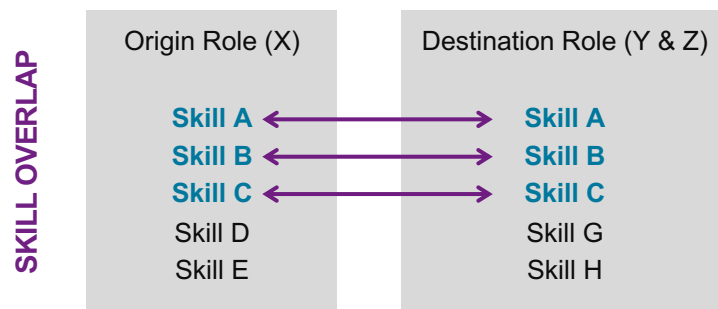 SKILL OVERLAP
Origin Role (X)
Skill A
Skill B
Skill C
Skill D
Skill E
Destination Role (Y & Z)
Skill A
Skill B
Skill C
Skill G
Skill H